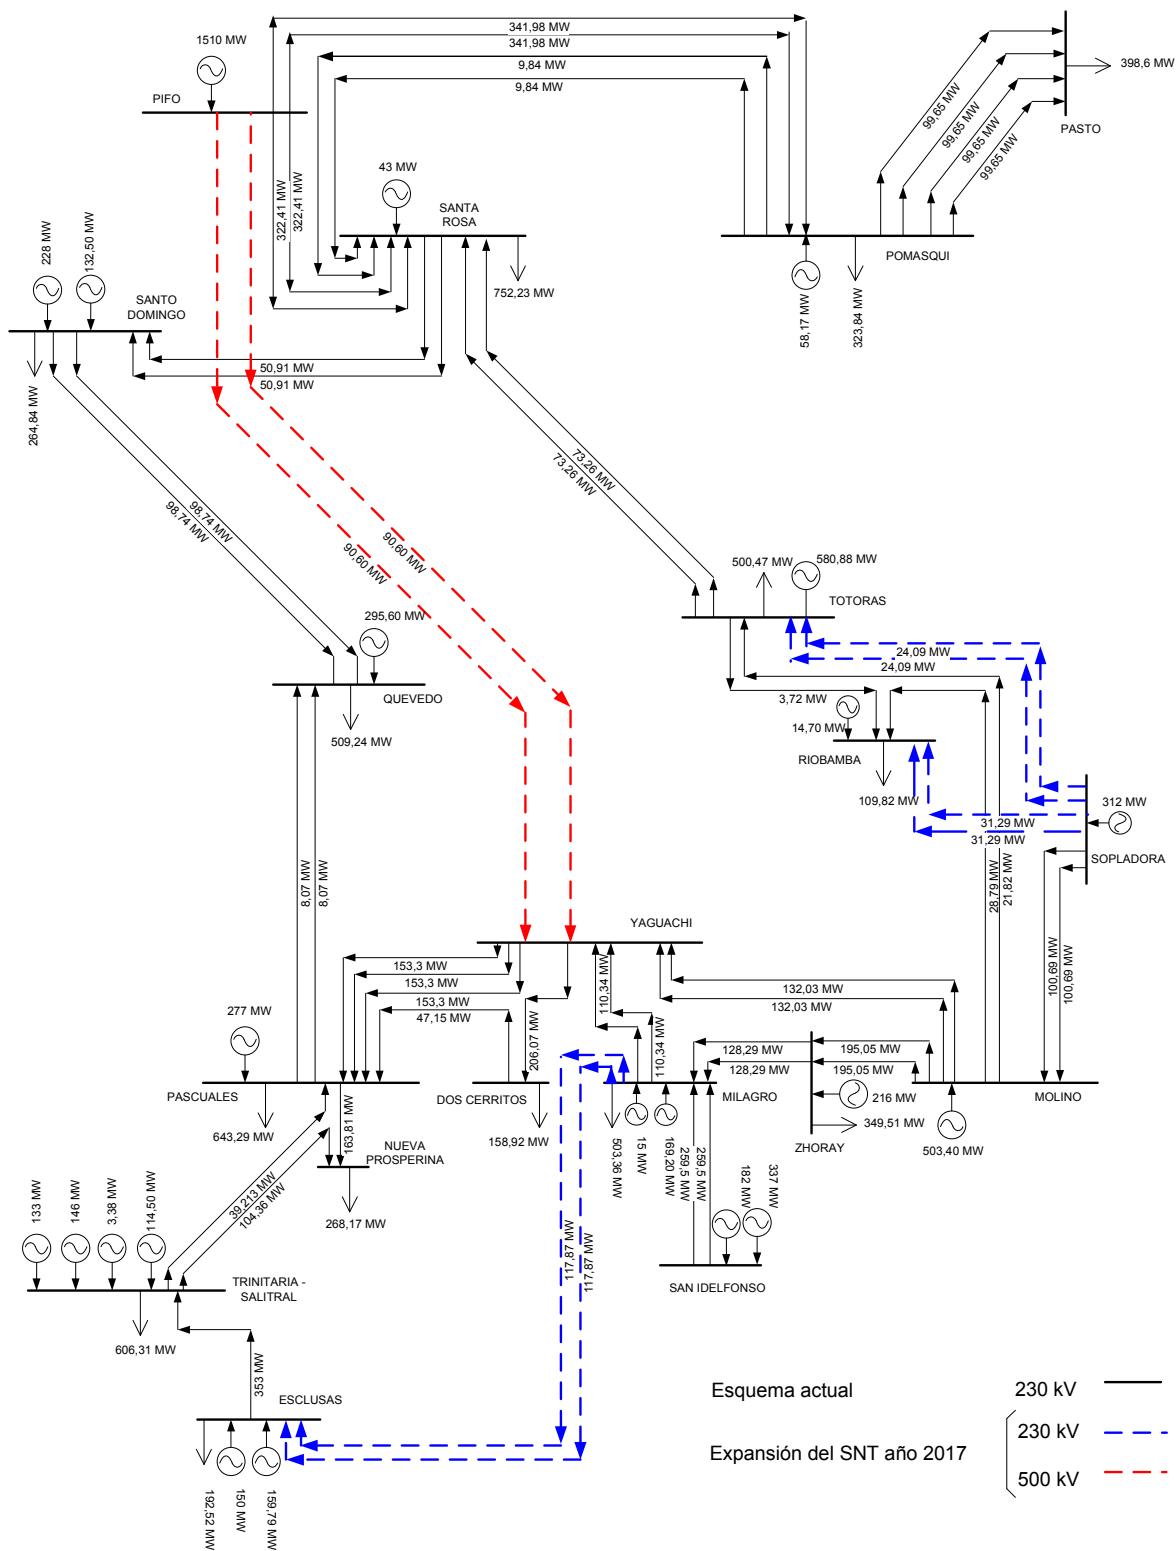 1510 MW
PIFO
341,98 MW
341,98 MW
9,84 MW
9,84 MW
322,41 MW
322,41 MW
99,65 MW
99,65 MW
99,65 MW
99,65 MW
398,6 MW
PASTO
43 MW
SANTA
ROSA
752,23 MW
POMASQUI
58,17 MW
323,84 MW
228 MW
132,50 MW
SANTO
DOMINGO
264,84 MW
50,91 MW
50,91 MW
98,74 MW
98,74 MW
90,60 MW
90,60 MW
73,26 MW
73,26 MW
500,47 MW
580,88 MW
TOTORAS
24,09 MW
24,09 MW
295,60 MW
QUEVEDO
509,24 MW
3,72 MW
14,70 MW
RIOBAMBA
109,82 MW
312 MW
31,29 MW
31,29 MW
SOPLADORA
8,07 MW
8,07 MW
28,79 MW
21,82 MW
100,69 MW
100,69 MW
YAGUACHI
153,3 MW
153,3 MW
153,3 MW
47,15 MW
206,07 MW
110,34 MW
110,34 MW
132,03 MW
132,03 MW
277 MW
PASCUALES
643,29 MW
DOS CERRITOS
158,92 MW
128,29 MW
128,29 MW
195,05 MW
195,05 MW
MILAGRO
216 MW
349,51 MW
ZHORAY
MOLINO
503,40 MW
163,81 MW
NUEVA
PROSPERINA
268,17 MW
503,36 MW
15 MW
169,20 MW
259,5 MW
259,5 MW
182 MW
337 MW
SAN IDELFONSO
39,213 MW
104,36 MW
133 MW
146 MW
3,38 MW
114,50 MW
TRINITARIA -
SALITRAL
606,31 MW
117,87 MW
117,87 MW
353 MW
ESCLUSAS
192,52 MW
150 MW
159,79 MW
Esquema actual
230 kV
230 kV
Expansión del SNT año 2017
500 kV